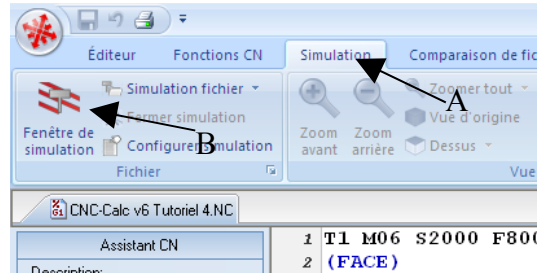 Éditeur Fonctions CN Simulation Comparaison de fic
Simulation fichier Zoomer tout
A
Fermer simulation Vue d'origine
B
Fenêtre de simulation Configurer simulation Zoom avant Zoom arrière Dessus
Fichier Vue
CNC-Calc v6 Tutoriel 4.NC
Assistant CN 1 T1 M06 S2000 F800
Description: 2 (FACE)